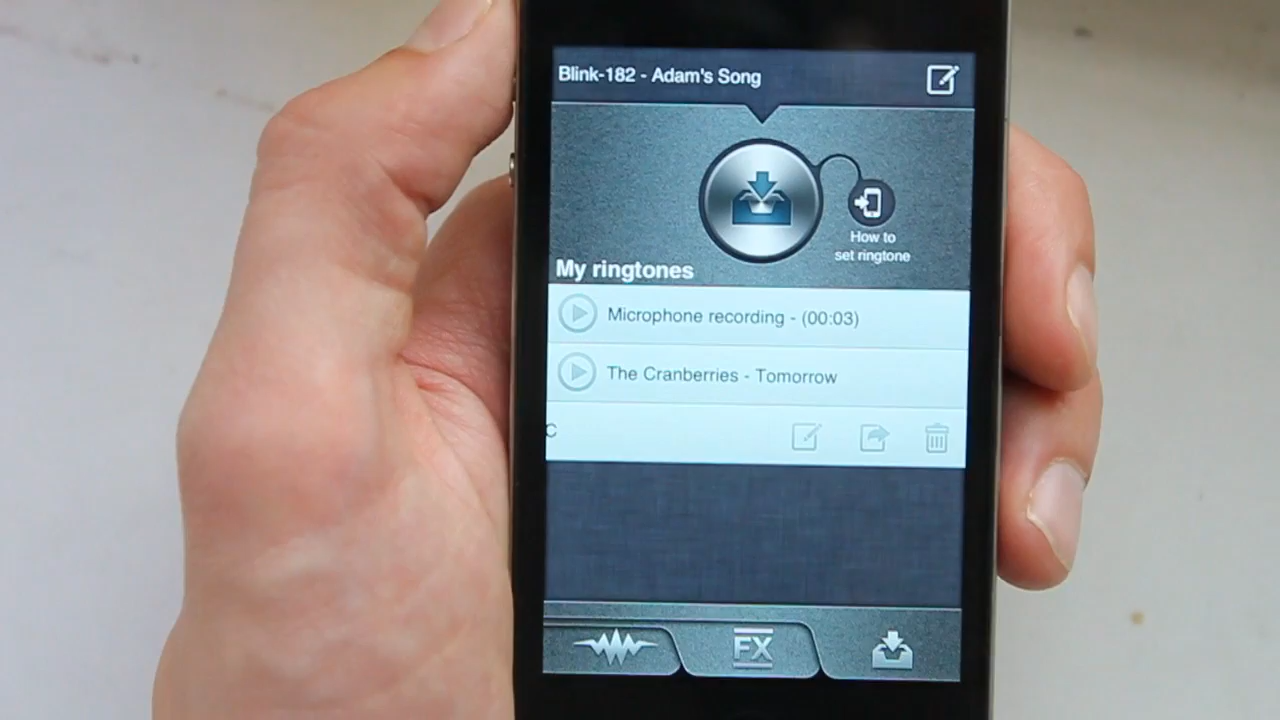 Blink-182 - Adam's Song
How to
set ringtone
My ringtones
Microphone recording - (00:03)
The Cranberries - Tomorrow
C
FX